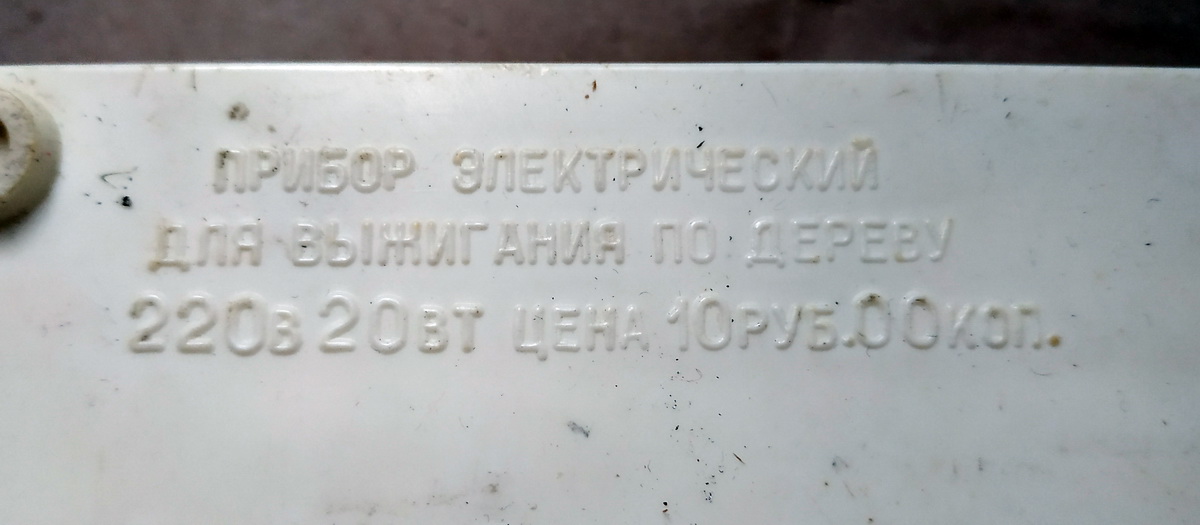 ПРИБОР ЭЛЕКТРИЧЕСКИЙ
ДЛЯ ВЫЖИГАНИЯ ПО ДЕРЕВУ
220В 20ВТ ЦЕНА 10РУБ.00КОП.